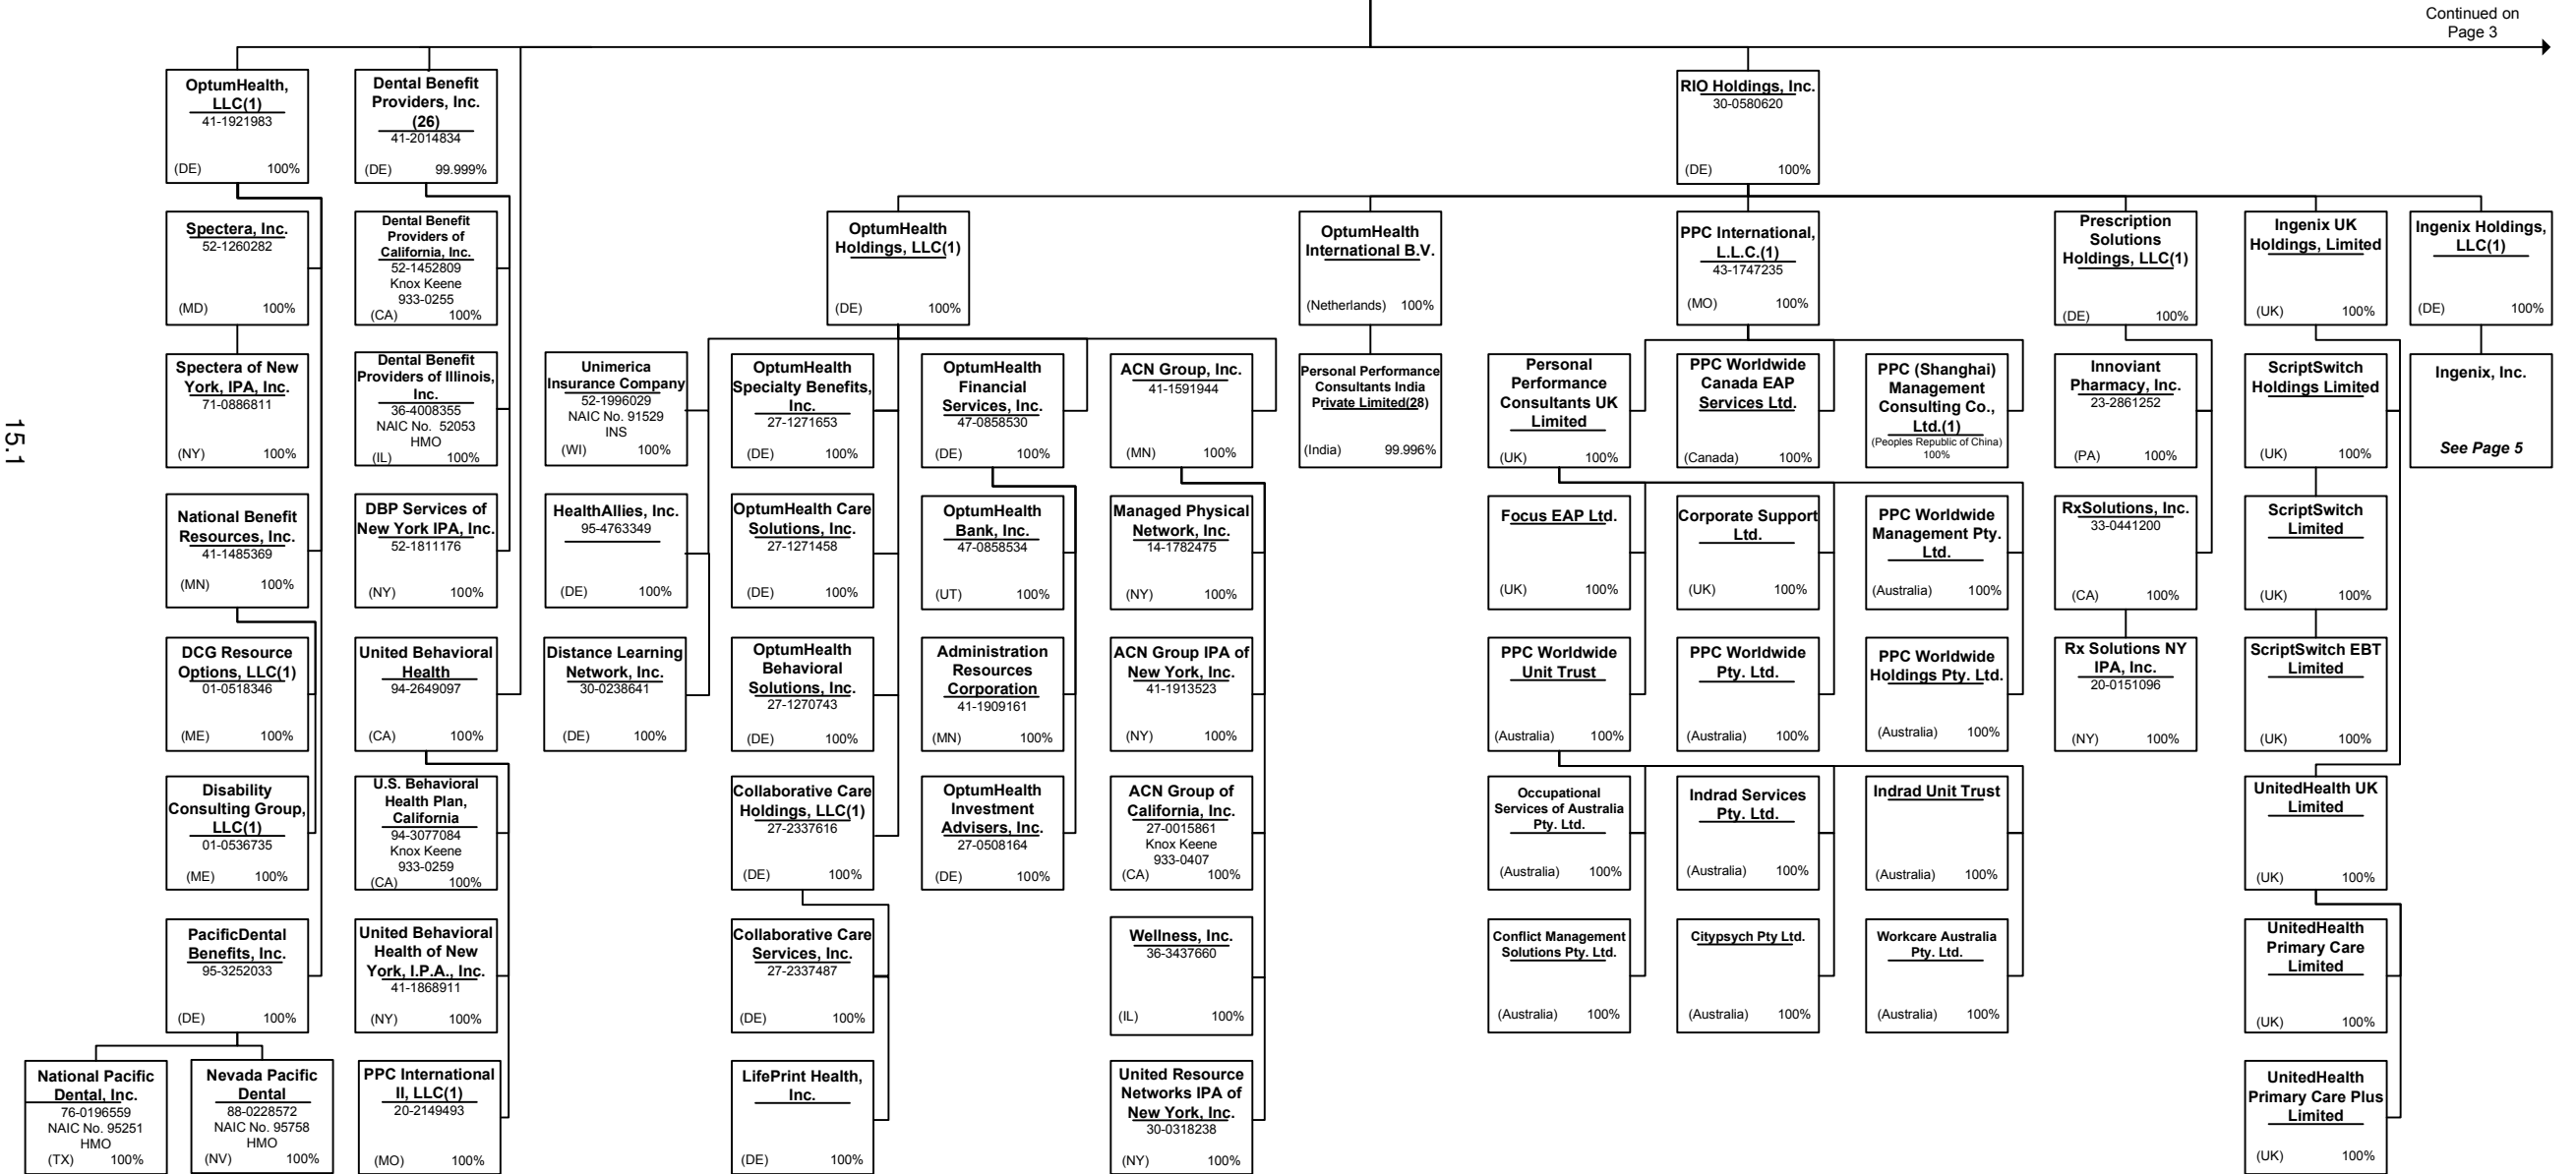 Continued on
Page 3
OptumHealth,
LLC(1)
41-1921983
(DE) 100%
Dental Benefit
Providers, Inc.
(26)
41-2014834
(DE) 99.999%
RIO Holdings, Inc.
30-0580620
(DE) 100%
Spectera, Inc.
52-1260282
(MD) 100%
Dental Benefit
Providers of
California, Inc.
52-1452809
Knox Keene
933-0255
(CA) 100%
OptumHealth
Holdings, LLC(1)
(DE) 100%
OptumHealth
International B.V.
(Netherlands) 100%
PPC International,
L.L.C.(1)
43-1747235
(MO) 100%
Prescription
Solutions
Holdings, LLC(1)
(DE) 100%
Ingenix UK
Holdings, Limited
(UK) 100%
Ingenix Holdings,
LLC(1)
(DE) 100%
Spectera of New
York, IPA, Inc.
71-0886811
(NY) 100%
Dental Benefit
Providers of Illinois,
Inc.
36-4008355
NAIC No. 52053
HMO
(IL) 100%
Unimerica
Insurance Company
52-1996029
NAIC No. 91529
INS
(WI) 100%
OptumHealth
Specialty Benefits,
Inc.
27-1271653
(DE) 100%
OptumHealth
Financial
Services, Inc.
47-0858530
(DE) 100%
ACN Group, Inc.
41-1591944
(MN) 100%
Personal Performance
Consultants India
Private Limited(28)
(India) 99.996%
Personal
Performance
Consultants UK
Limited
(UK) 100%
PPC Worldwide
Canada EAP
Services Ltd.
(Canada) 100%
PPC (Shanghai)
Management
Consulting Co.,
Ltd.(1)
(Peoples Republic of China)
100%
Innoviant
Pharmacy, Inc.
23-2861252
(PA) 100%
ScriptSwitch
Holdings Limited
(UK) 100%
Ingenix, Inc.
See Page 5
15.1
National Benefit
Resources, Inc.
41-1485369
(MN) 100%
DBP Services of
New York IPA, Inc.
52-1811176
(NY) 100%
HealthAllies, Inc.
95-4763349
(DE) 100%
OptumHealth Care
Solutions, Inc.
27-1271458
(DE) 100%
OptumHealth
Bank, Inc.
47-0858534
(UT) 100%
Managed Physical
Network, Inc.
14-1782475
(NY) 100%
Focus EAP Ltd.
(UK) 100%
Corporate Support
Ltd.
(UK) 100%
PPC Worldwide
Management Pty.
Ltd.
(Australia) 100%
RxSolutions, Inc.
33-0441200
(CA) 100%
ScriptSwitch
Limited
(UK) 100%
DCG Resource
Options, LLC(1)
01-0518346
(ME) 100%
United Behavioral
Health
94-2649097
(CA) 100%
Distance Learning
Network, Inc.
30-0238641
(DE) 100%
OptumHealth
Behavioral
Solutions, Inc.
27-1270743
(DE) 100%
Administration
Resources
Corporation
41-1909161
(MN) 100%
ACN Group IPA of
New York, Inc.
41-1913523
(NY) 100%
PPC Worldwide
Unit Trust
(Australia) 100%
PPC Worldwide
Pty. Ltd.
(Australia) 100%
PPC Worldwide
Holdings Pty. Ltd.
(Australia) 100%
Rx Solutions NY
IPA, Inc.
20-0151096
(NY) 100%
ScriptSwitch EBT
Limited
(UK) 100%
Disability
Consulting Group,
LLC(1)
01-0536735
(ME) 100%
U.S. Behavioral
Health Plan,
California
94-3077084
Knox Keene
933-0259
(CA) 100%
Collaborative Care
Holdings, LLC(1)
27-2337616
(DE) 100%
OptumHealth
Investment
Advisers, Inc.
27-0508164
(DE) 100%
ACN Group of
California, Inc.
27-0015861
Knox Keene
933-0407
(CA) 100%
Occupational
Services of Australia
Pty. Ltd.
(Australia) 100%
Indrad Services
Pty. Ltd.
(Australia) 100%
Indrad Unit Trust
(Australia) 100%
UnitedHealth UK
Limited
(UK) 100%
PacificDental
Benefits, Inc.
95-3252033
(DE) 100%
United Behavioral
Health of New
York, I.P.A., Inc.
41-1868911
(NY) 100%
Collaborative Care
Services, Inc.
27-2337487
(DE) 100%
Wellness, Inc.
36-3437660
(IL) 100%
Conflict Management
Solutions Pty. Ltd.
(Australia) 100%
Citypsych Pty Ltd.
(Australia) 100%
Workcare Australia
Pty. Ltd.
(Australia) 100%
UnitedHealth
Primary Care
Limited
(UK) 100%
National Pacific
Dental, Inc.
76-0196559
NAIC No. 95251
HMO
(TX) 100%
Nevada Pacific
Dental
88-0228572
NAIC No. 95758
HMO
(NV) 100%
PPC International
II, LLC(1)
20-2149493
(MO) 100%
LifePrint Health,
Inc.
(DE) 100%
United Resource
Networks IPA of
New York, Inc.
30-0318238
(NY) 100%
UnitedHealth
Primary Care Plus
Limited
(UK) 100%